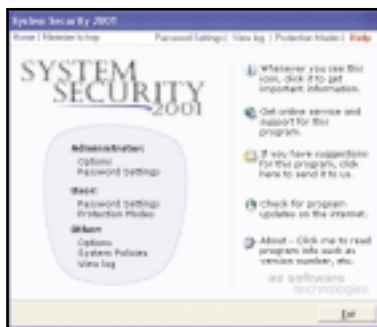 System Security 2001
Home | Minimize to tray Password Settings | View log | Protection Modes | Help
SYSTEM
SECURITY
2001
Administrator:
Options
Password Settings
User:
Password Settings
Protection Modes
Other:
Options
System Policies
View log
Whenever you see this
icon, click it to get
important information.
Get online service and
support for this
program.
If you have suggestions
for this program, click
here to send it to us.
Check for program
updates on the internet.
About - Click me to read
program info such as
version number, etc.
as software
technologies
Exit